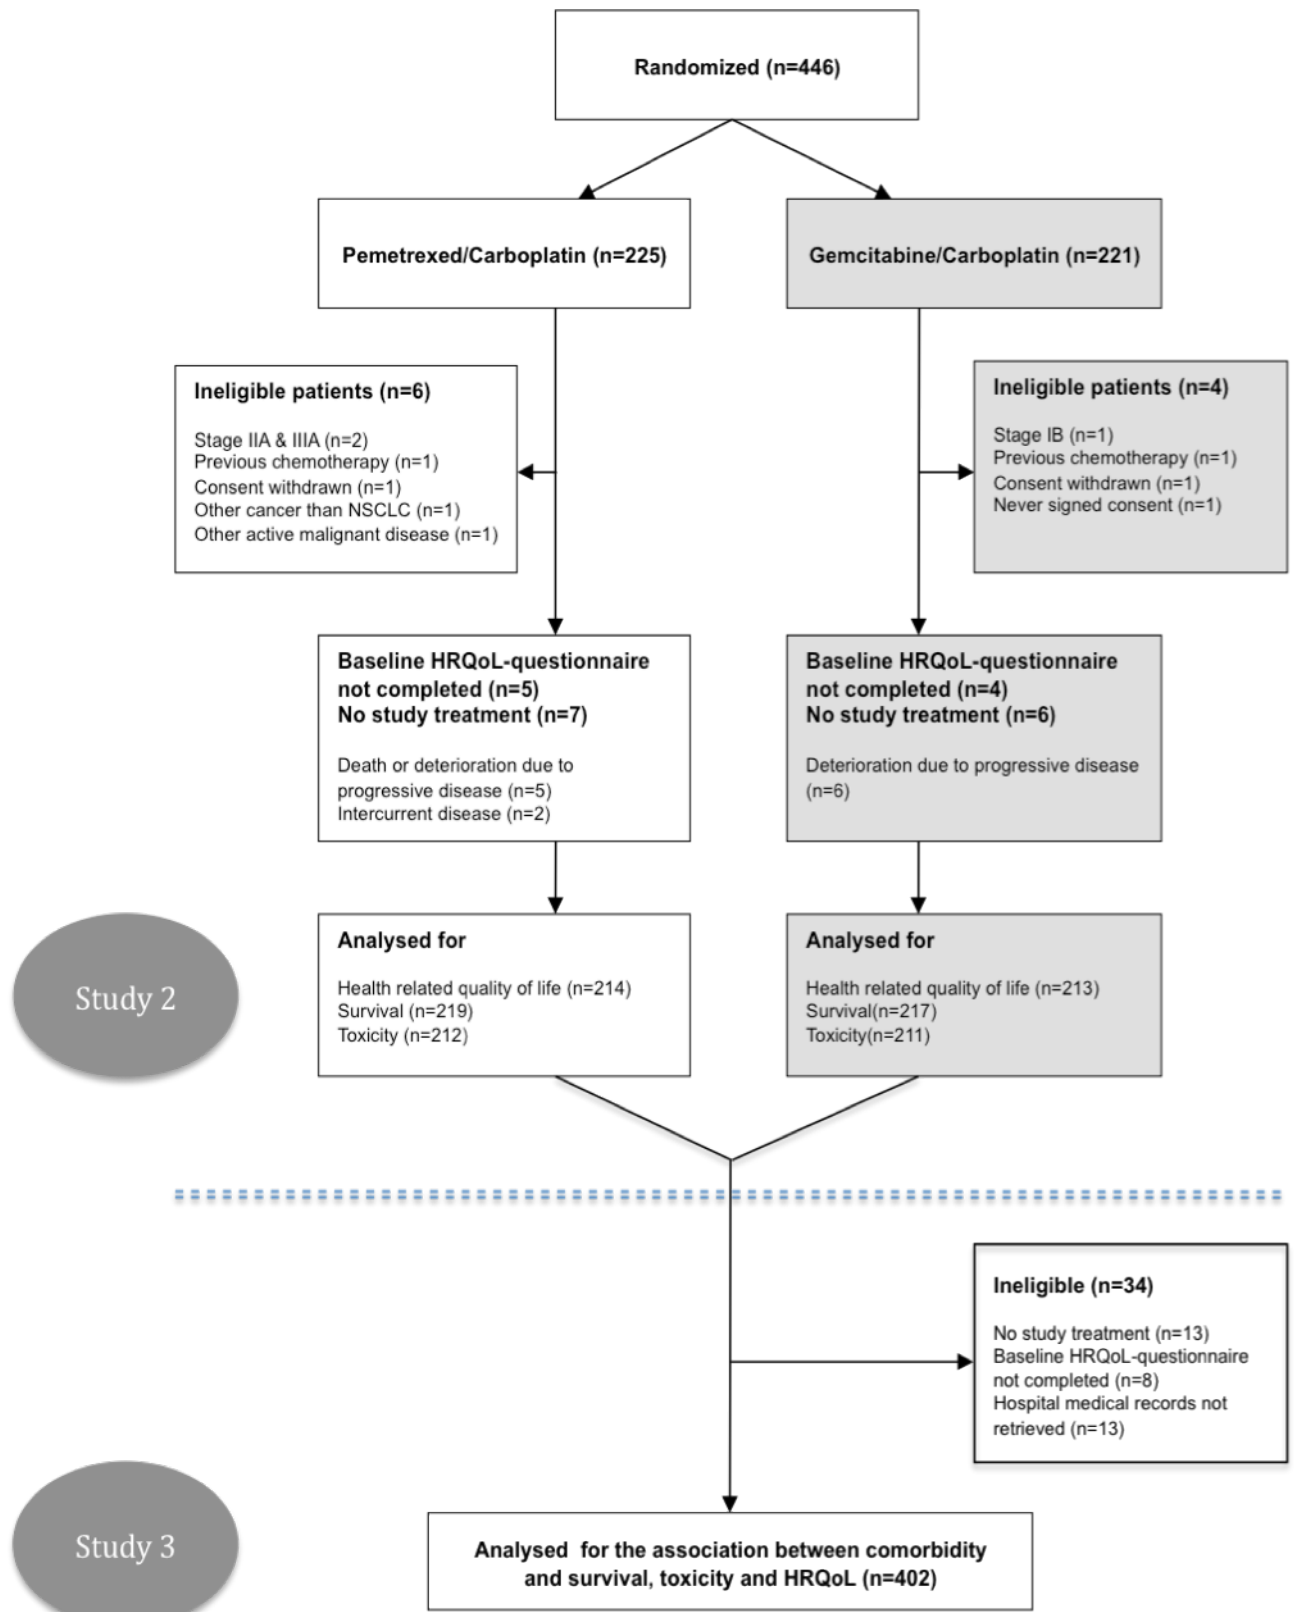 Randomized (n=446)
Pemetrexed/Carboplatin (n=225)
Gemcitabine/Carboplatin (n=221)
Ineligible patients (n=6)
Stage IIA & IIIA (n=2)
Previous chemotherapy (n=1)
Consent withdrawn (n=1)
Other cancer than NSCLC (n=1)
Other active malignant disease (n=1)
Ineligible patients (n=4)
Stage IB (n=1)
Previous chemotherapy (n=1)
Consent withdrawn (n=1)
Never signed consent (n=1)
Baseline HRQoL-questionnaire
not completed (n=5)
No study treatment (n=7)
Death or deterioration due to
progressive disease (n=5)
Intercurrent disease (n=2)
Baseline HRQoL-questionnaire
not completed (n=4)
No study treatment (n=6)
Deterioration due to progressive disease
(n=6)
Study 2
Analysed for
Health related quality of life (n=214)
Survival (n=219)
Toxicity (n=212)
Analysed for
Health related quality of life (n=213)
Survival(n=217)
Toxicity(n=211)
Ineligible (n=34)
No study treatment (n=13)
Baseline HRQoL-questionnaire
not completed (n=8)
Hospital medical records not
retrieved (n=13)
Study 3
Analysed for the association between comorbidity
and survival, toxicity and HRQoL (n=402)